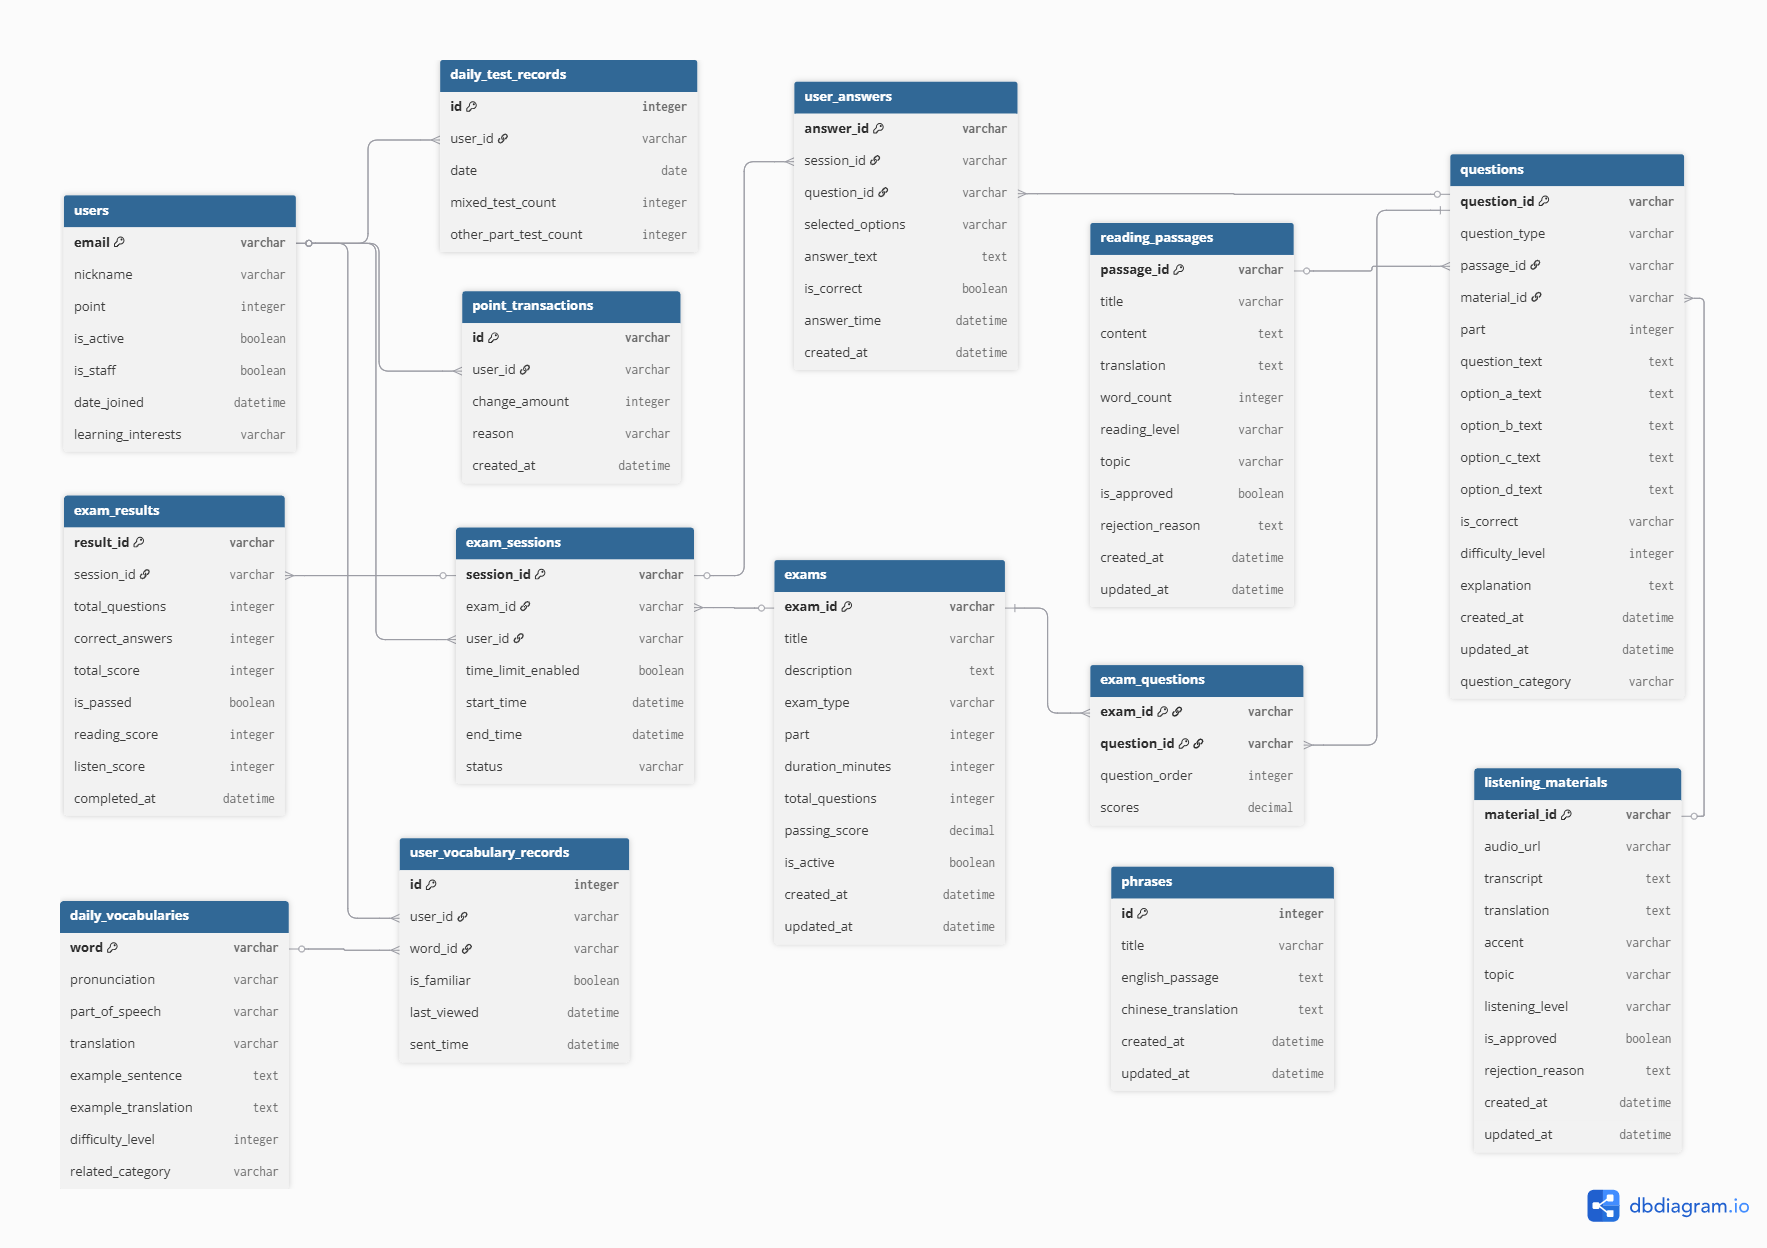 daily_test_records
id integer
user_id varchar
date date
mixed_test_count integer
other_part_test_count integer
user_answers
answer_id varchar
session_id varchar
question_id varchar
selected_options varchar
answer_text text
is_correct boolean
answer_time datetime
created_at datetime
questions
question_id varchar
question_type varchar
passage_id varchar
material_id varchar
part integer
question_text text
option_a_text text
option_b_text text
option_c_text text
option_d_text text
is_correct varchar
difficulty_level integer
explanation text
created_at datetime
updated_at datetime
question_category varchar
users
email varchar
nickname varchar
point integer
is_active boolean
is_staff boolean
date_joined datetime
learning_interests varchar
reading_passages
passage_id varchar
title varchar
content text
translation text
word_count integer
reading_level varchar
topic varchar
is_approved boolean
rejection_reason text
created_at datetime
updated_at datetime
point_transactions
id varchar
user_id varchar
change_amount integer
reason varchar
created_at datetime
exam_results
result_id varchar
session_id varchar
total_questions integer
correct_answers integer
total_score integer
is_passed boolean
reading_score integer
listen_score integer
completed_at datetime
exam_sessions
session_id varchar
exam_id varchar
user_id varchar
time_limit_enabled boolean
start_time datetime
end_time datetime
status varchar
exams
exam_id varchar
title varchar
description text
exam_type varchar
part integer
duration_minutes integer
total_questions integer
passing_score decimal
is_active boolean
created_at datetime
updated_at datetime
exam_questions
exam_id varchar
question_id varchar
question_order integer
scores decimal
listening_materials
material_id varchar
audio_url varchar
transcript text
translation text
accent varchar
topic varchar
listening_level varchar
is_approved boolean
rejection_reason text
created_at datetime
updated_at datetime
user_vocabulary_records
id integer
user_id varchar
word_id varchar
is_familiar boolean
last_viewed datetime
sent_time datetime
phrases
id integer
title varchar
english_passage text
chinese_translation text
created_at datetime
updated_at datetime
daily_vocabularies
word varchar
pronunciation varchar
part_of_speech varchar
translation varchar
example_sentence text
example_translation text
difficulty_level integer
related_category varchar
dbdiagram.io